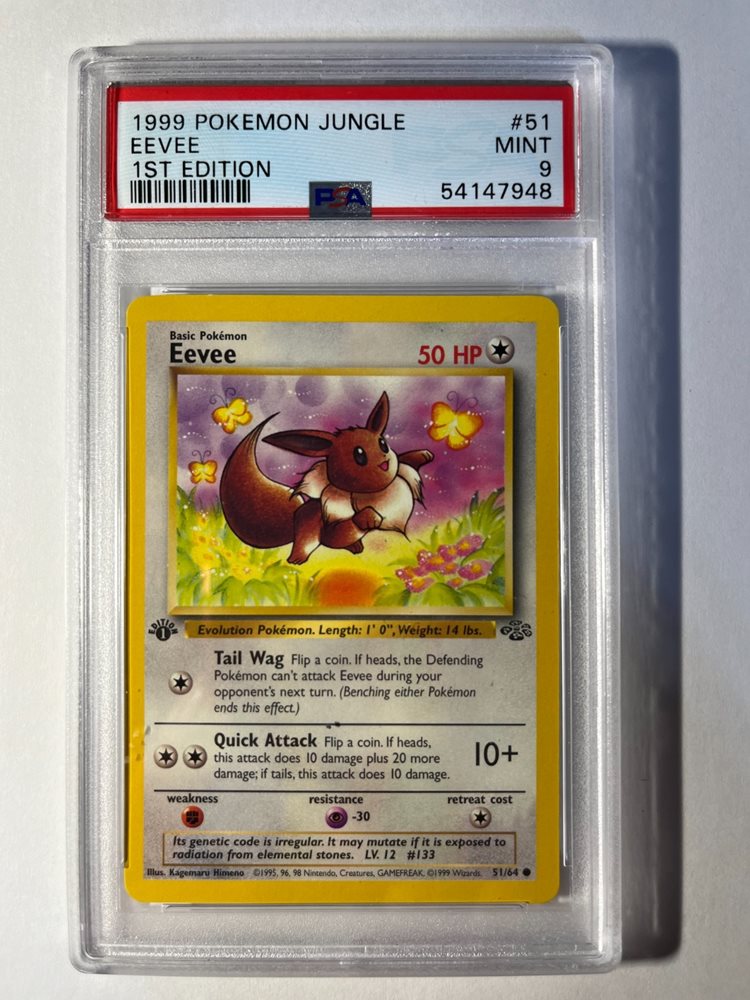 1999 POKEMON JUNGLE #51
EEVEE MINT
1ST EDITION 9
PSA 54147948
Basic Pokémon
Eevee 50 HP
EDITION 1
Evolution Pokémon. Length: 1' 0", Weight: 14 lbs.
Tail Wag Flip a coin. If heads, the Defending
Pokémon can't attack Eevee during your
opponent's next turn. (Benching either Pokémon
ends this effect.)
Quick Attack Flip a coin. If heads,
this attack does 10 damage plus 20 more
damage; if tails, this attack does 10 damage.
10+
weakness resistance retreat cost
-30
Its genetic code is irregular. It may mutate if it is exposed to
radiation from elemental stones. LV. 12 #133
Illus. Kagemaru Himeno ©1995, 96, 98 Nintendo, Creatures, GAMEFREAK. ©1999 Wizards. 51/64